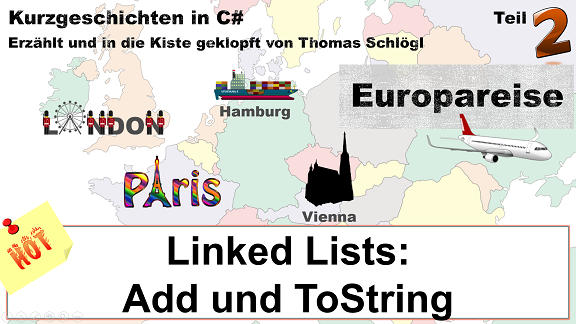 Kurzgeschichten in C#
Teil 2
Erzählt und in die Kiste geklopft von Thomas Schlögl
Europareise
LONDON
Hamburg
PAris
Vienna
HOT
Linked Lists:
Add und ToString